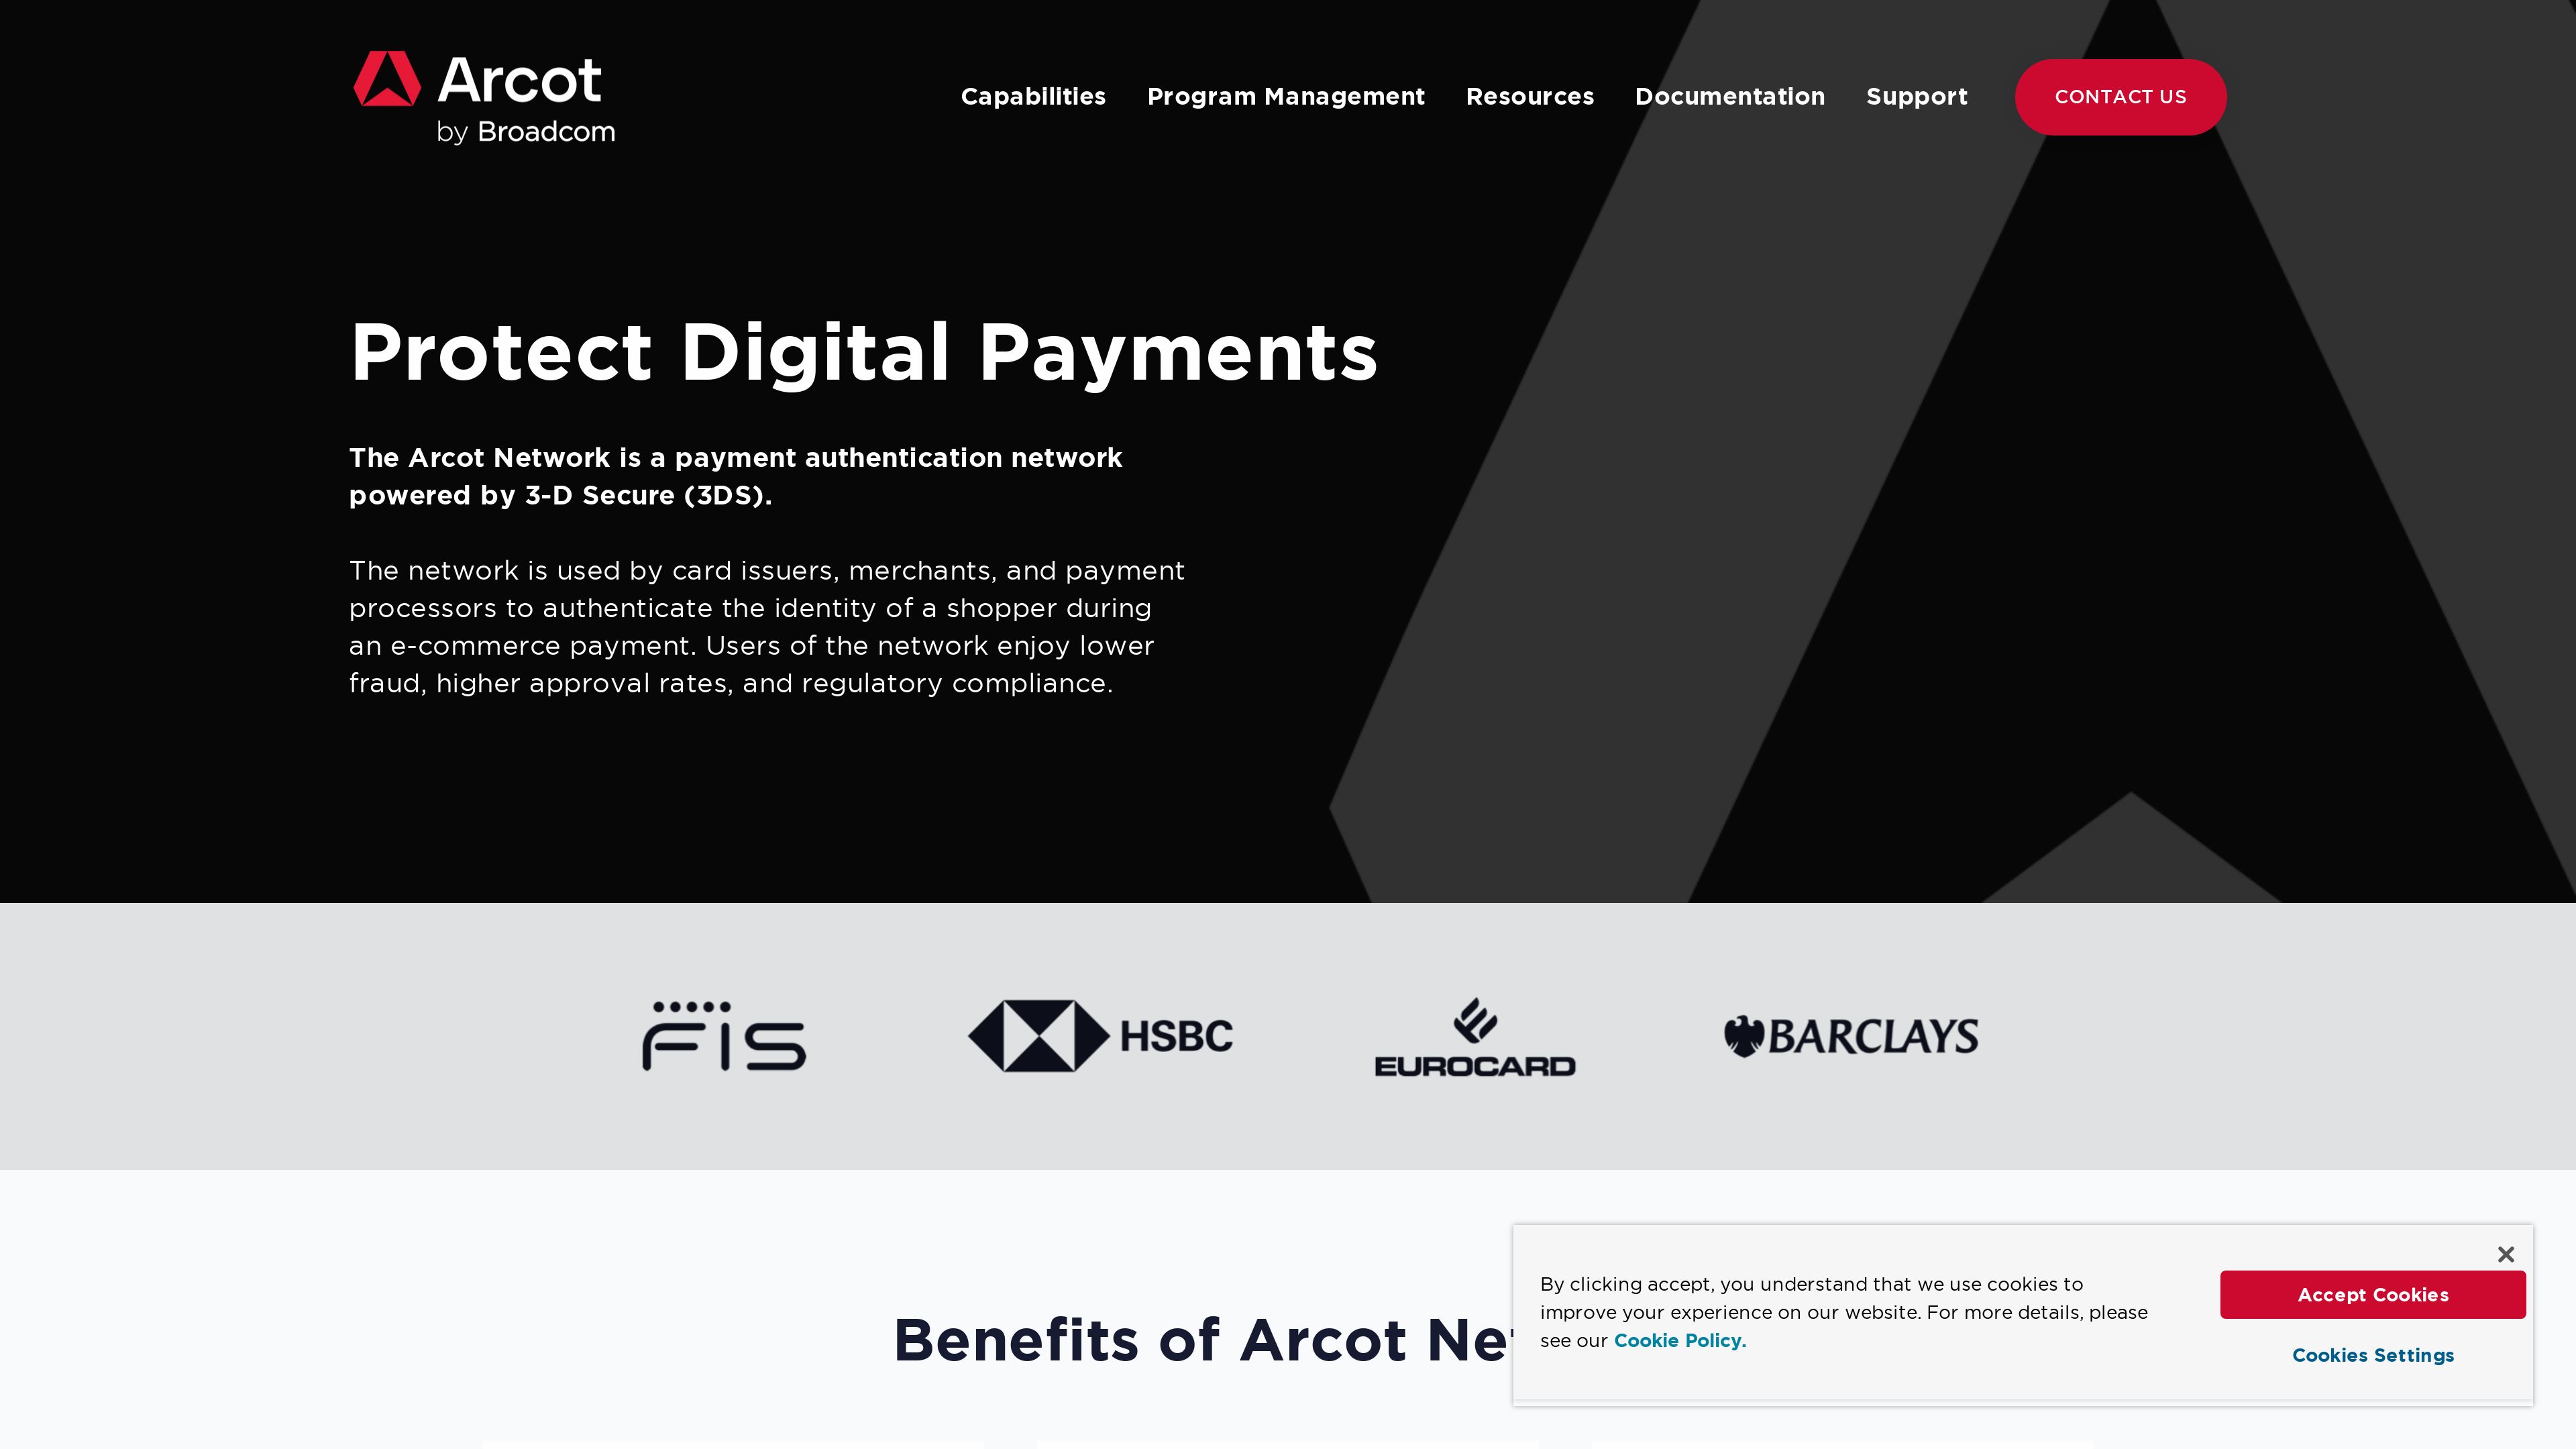 Arcot
by Broadcom
Capabilities
Program Management
Resources
Documentation
Support
CONTACT US
Protect Digital Payments
The Arcot Network is a payment authentication network
powered by 3-D Secure (3DS).
The network is used by card issuers, merchants, and payment
processors to authenticate the identity of a shopper during
an e-commerce payment. Users of the network enjoy lower
fraud, higher approval rates, and regulatory compliance.
FIS
HSBC
EUROCARD
BARCLAYS
Benefits of Arcot
By clicking accept, you understand that we use cookies to
improve your experience on our website. For more details, please
see our Cookie Policy.
Accept Cookies
Cookies Settings